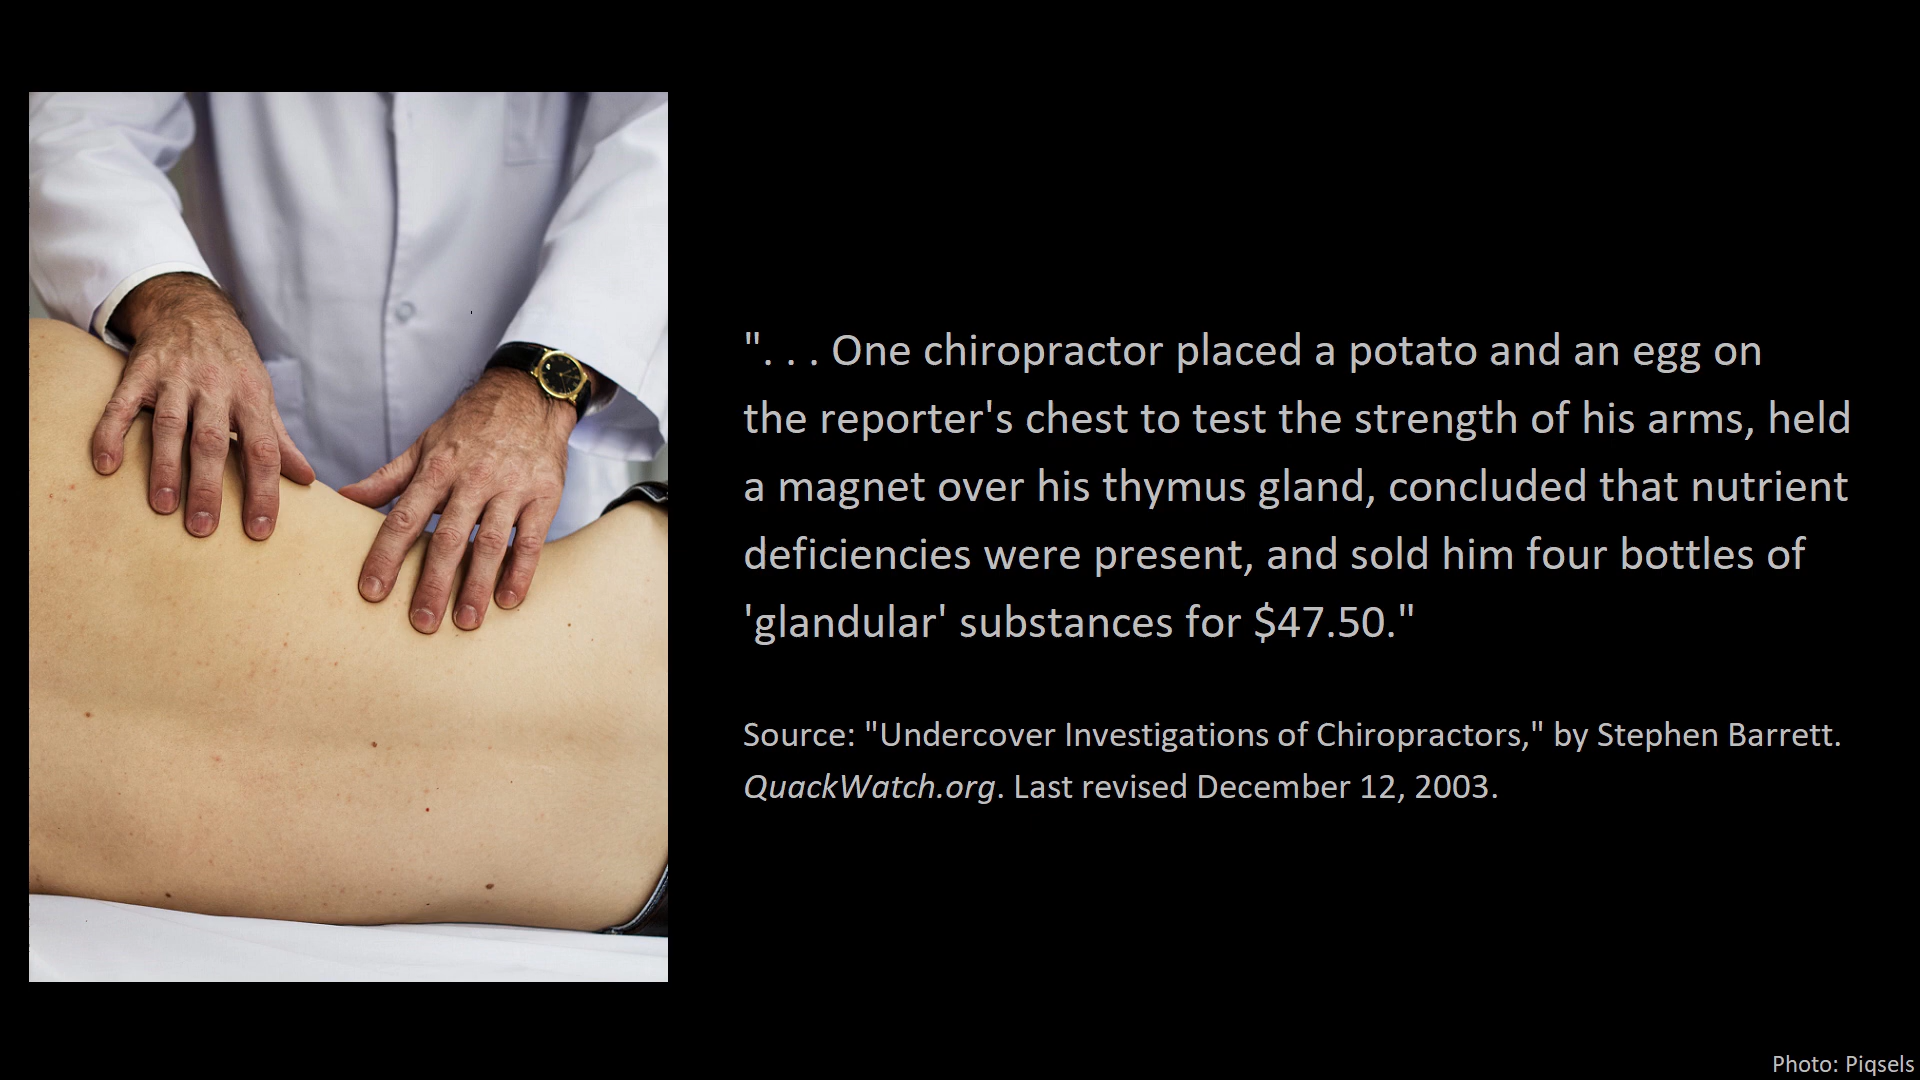 ". . . One chiropractor placed a potato and an egg on
the reporter's chest to test the strength of his arms, held
a magnet over his thymus gland, concluded that nutrient
deficiencies were present, and sold him four bottles of
'glandular' substances for $47.50."
Source: "Undercover Investigations of Chiropractors," by Stephen Barrett.
QuackWatch.org. Last revised December 12, 2003.
Photo: Piqsels